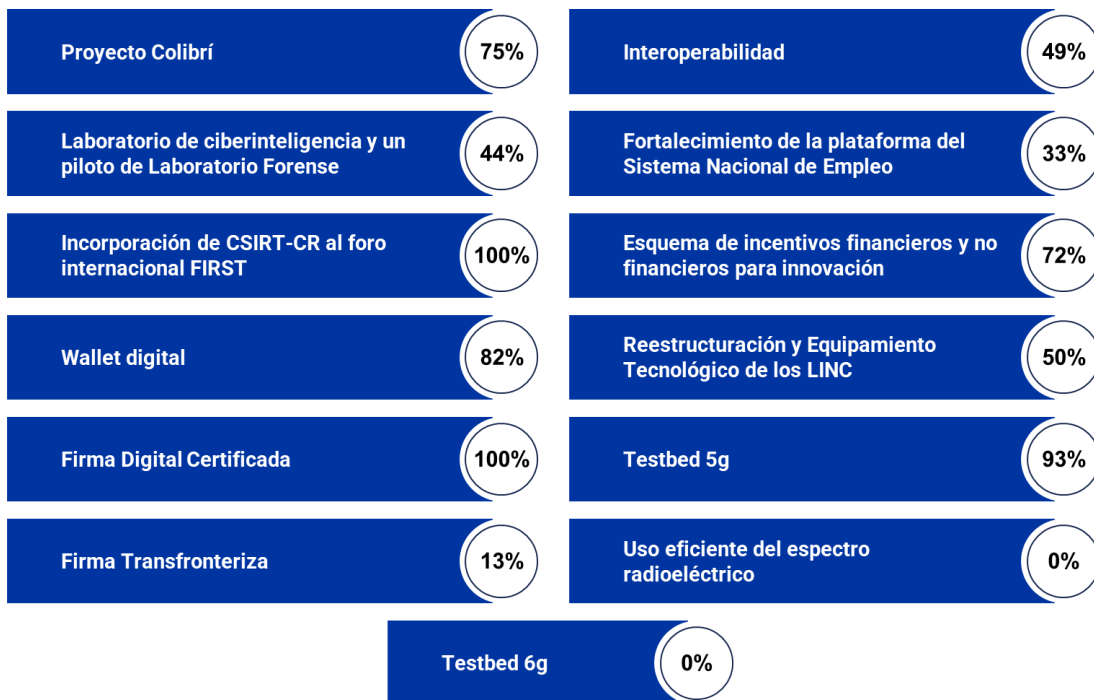 Proyecto Colibrí
75%
Interoperabilidad
49%
Laboratorio de ciberinteligencia y un
piloto de Laboratorio Forense
44%
Fortalecimiento de la plataforma del
Sistema Nacional de Empleo
33%
Incorporación de CSIRT-CR al foro
internacional FIRST
100%
Esquema de incentivos financieros y no
financieros para innovación
72%
Wallet digital
82%
Reestructuración y Equipamiento
Tecnológico de los LINC
50%
Firma Digital Certificada
100%
Testbed 5g
93%
Firma Transfronteriza
13%
Uso eficiente del espectro
radioeléctrico
0%
Testbed 6g
0%